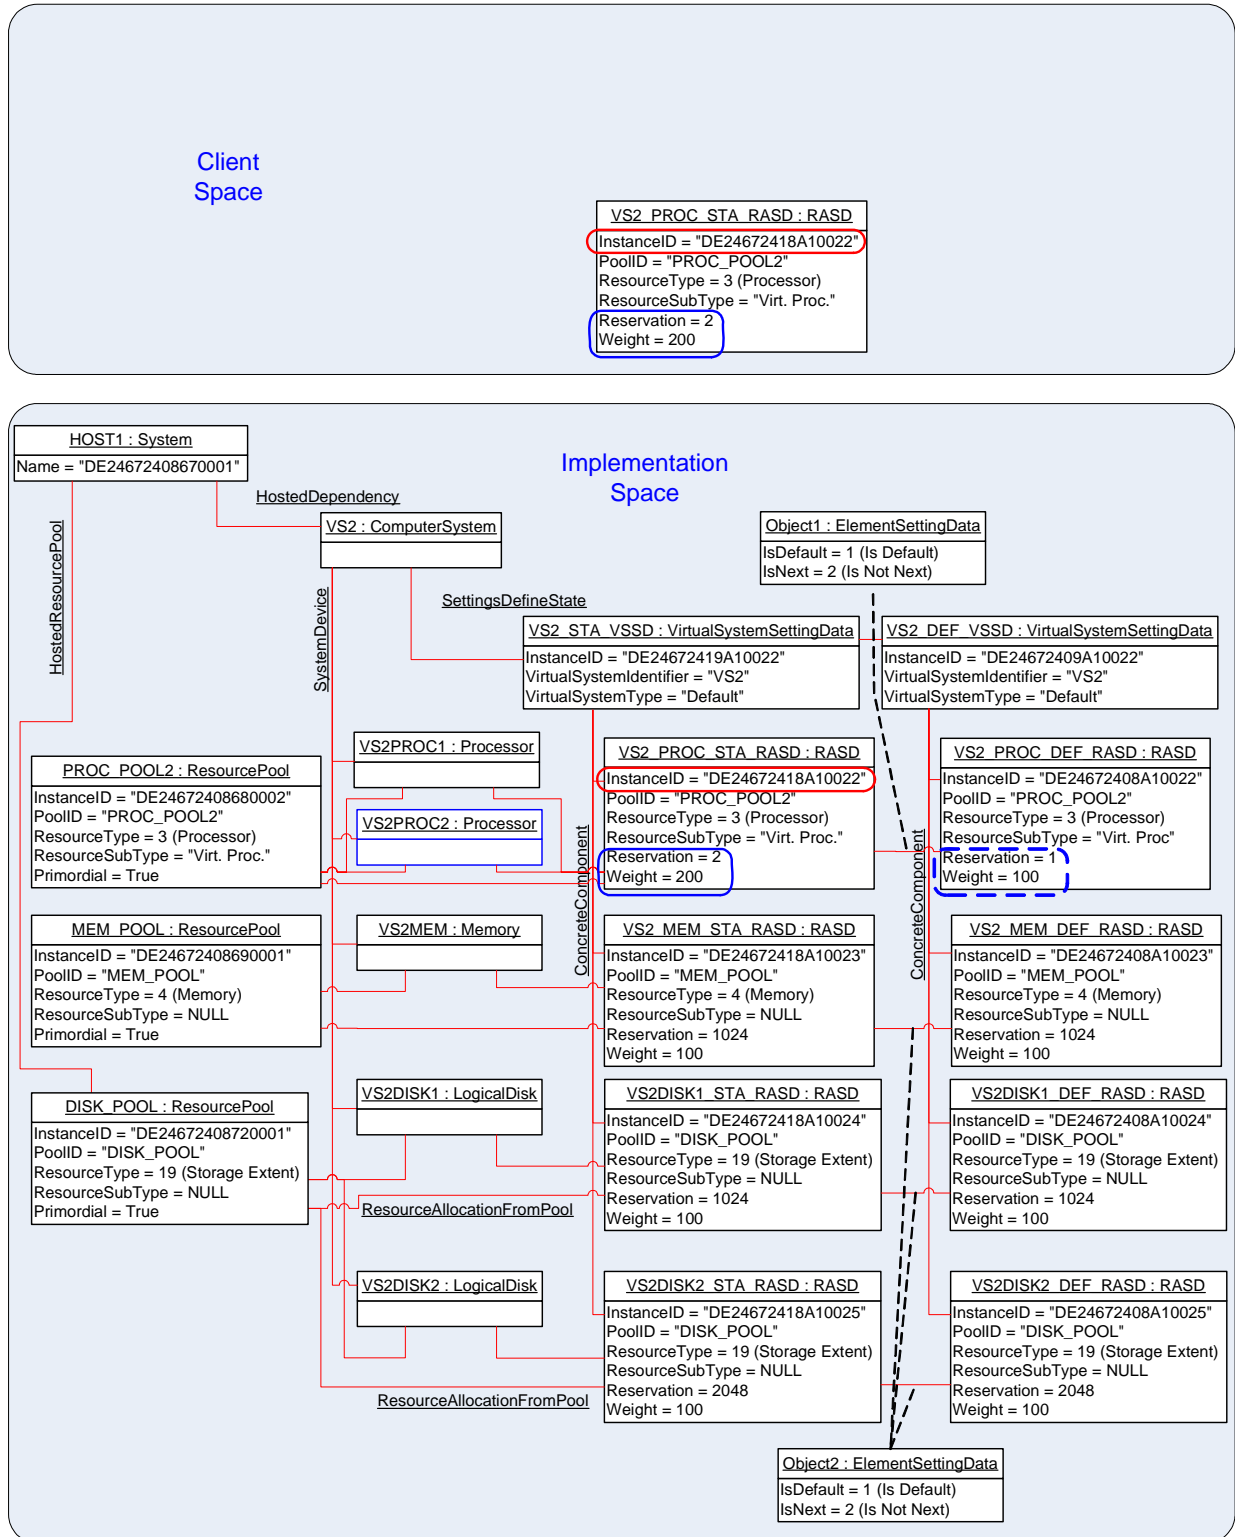 Client
Space
VS2_PROC_STA_RASD : RASD
InstanceID = "DE24672418A10022"
PoolID = "PROC_POOL2"
ResourceType = 3 (Processor)
ResourceSubType = "Virt. Proc."
Reservation = 2
Weight = 200
Implementation
Space
HOST1 : System
Name = "DE24672408670001"
HostedDependency
HostedResourcePool
VS2 : ComputerSystem
SystemDevice
SettingsDefineState
Object1 : ElementSettingData
IsDefault = 1 (Is Default)
IsNext = 2 (Is Not Next)
VS2_STA_VSSD : VirtualSystemSettingData
InstanceID = "DE24672419A10022"
VirtualSystemIdentifier = "VS2"
VirtualSystemType = "Default"
VS2_DEF_VSSD : VirtualSystemSettingData
InstanceID = "DE24672409A10022"
VirtualSystemIdentifier = "VS2"
VirtualSystemType = "Default"
PROC_POOL2 : ResourcePool
InstanceID = "DE24672408680002"
PoolID = "PROC_POOL2"
ResourceType = 3 (Processor)
ResourceSubType = "Virt. Proc."
Primordial = True
VS2PROC1 : Processor
VS2PROC2 : Processor
ConcreteComponent
VS2_PROC_STA_RASD : RASD
InstanceID = "DE24672418A10022"
PoolID = "PROC_POOL2"
ResourceType = 3 (Processor)
ResourceSubType = "Virt. Proc."
Reservation = 2
Weight = 200
ConcreteComponent
VS2_PROC_DEF_RASD : RASD
InstanceID = "DE24672408A10022"
PoolID = "PROC_POOL2"
ResourceType = 3 (Processor)
ResourceSubType = "Virt. Proc"
Reservation = 1
Weight = 100
MEM_POOL : ResourcePool
InstanceID = "DE24672408690001"
PoolID = "MEM_POOL"
ResourceType = 4 (Memory)
ResourceSubType = NULL
Primordial = True
VS2MEM : Memory
VS2_MEM_STA_RASD : RASD
InstanceID = "DE24672418A10023"
PoolID = "MEM_POOL"
ResourceType = 4 (Memory)
ResourceSubType = NULL
Reservation = 1024
Weight = 100
VS2_MEM_DEF_RASD : RASD
InstanceID = "DE24672408A10023"
PoolID = "MEM_POOL"
ResourceType = 4 (Memory)
ResourceSubType = NULL
Reservation = 1024
Weight = 100
DISK_POOL : ResourcePool
InstanceID = "DE24672408720001"
PoolID = "DISK_POOL"
ResourceType = 19 (Storage Extent)
ResourceSubType = NULL
Primordial = True
VS2DISK1 : LogicalDisk
ResourceAllocationFromPool
VS2DISK1_STA_RASD : RASD
InstanceID = "DE24672418A10024"
PoolID = "DISK_POOL"
ResourceType = 19 (Storage Extent)
ResourceSubType = NULL
Reservation = 1024
Weight = 100
VS2DISK1_DEF_RASD : RASD
InstanceID = "DE24672408A10024"
PoolID = "DISK_POOL"
ResourceType = 19 (Storage Extent)
ResourceSubType = NULL
Reservation = 1024
Weight = 100
VS2DISK2 : LogicalDisk
ResourceAllocationFromPool
VS2DISK2_STA_RASD : RASD
InstanceID = "DE24672418A10025"
PoolID = "DISK_POOL"
ResourceType = 19 (Storage Extent)
ResourceSubType = NULL
Reservation = 2048
Weight = 100
VS2DISK2_DEF_RASD : RASD
InstanceID = "DE24672408A10025"
PoolID = "DISK_POOL"
ResourceType = 19 (Storage Extent)
ResourceSubType = NULL
Reservation = 2048
Weight = 100
Object2 : ElementSettingData
IsDefault = 1 (Is Default)
IsNext = 2 (Is Not Next)